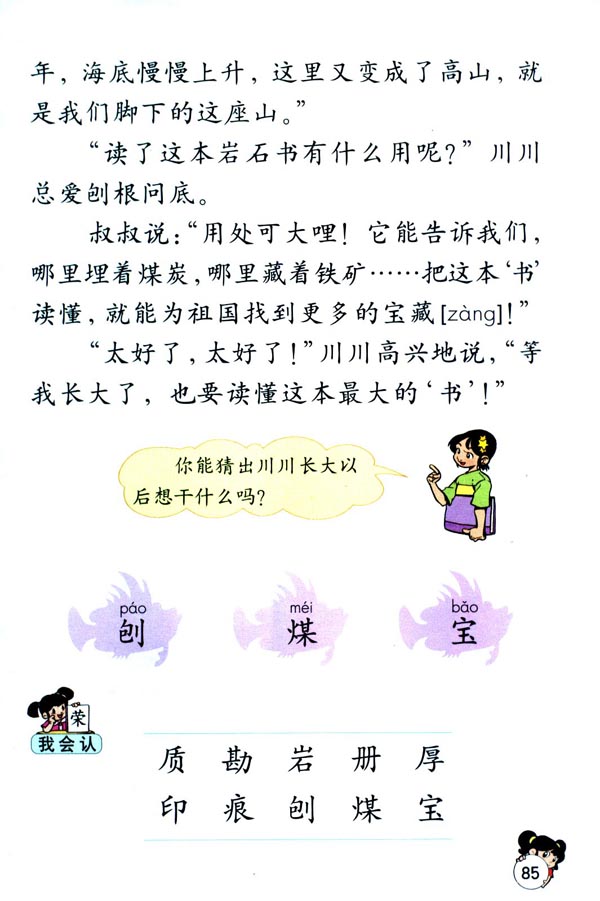 年，海底慢慢上升，这里又变成了高山，就
是我们脚下的这座山。”
“读了这本岩石书有什么用呢？”川川
总爱刨根问底。
叔叔说：“用处可大哩！它能告诉我们，
哪里埋着煤炭，哪里藏着铁矿……把这本‘书’
读懂，就能为祖国找到更多的宝藏[zàng]！”
“太好了，太好了！”川川高兴地说，“等
我长大了，也要读懂这本最大的‘书’！”
你能猜出川川长大以
后想干什么吗？
páo méi bǎo
刨 煤 宝
荣
我会认
质 勘 岩 册 厚
印 痕 刨 煤 宝
85